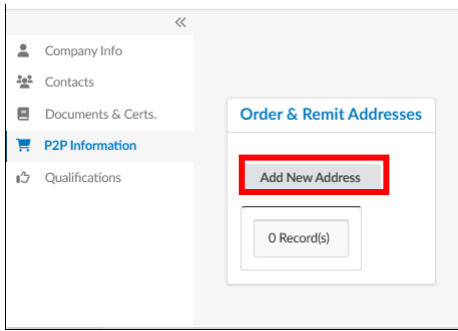 Company Info
Contacts
Documents & Certs.
P2P Information
Qualifications
Order & Remit Addresses
Add New Address
0 Record(s)